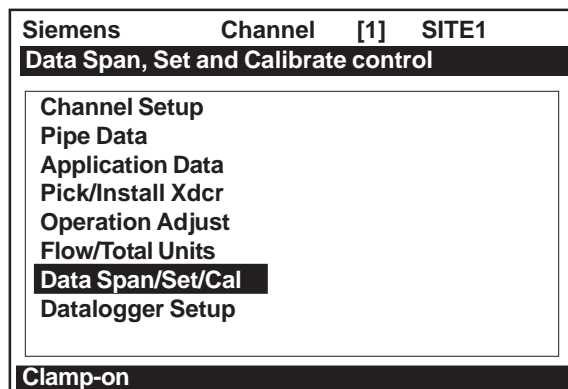 Siemens Channel [1] SITE1
Data Span, Set and Calibrate control
Channel Setup
Pipe Data
Application Data
Pick/Install Xdcr
Operation Adjust
Flow/Total Units
Data Span/Set/Cal
Datalogger Setup
Clamp-on